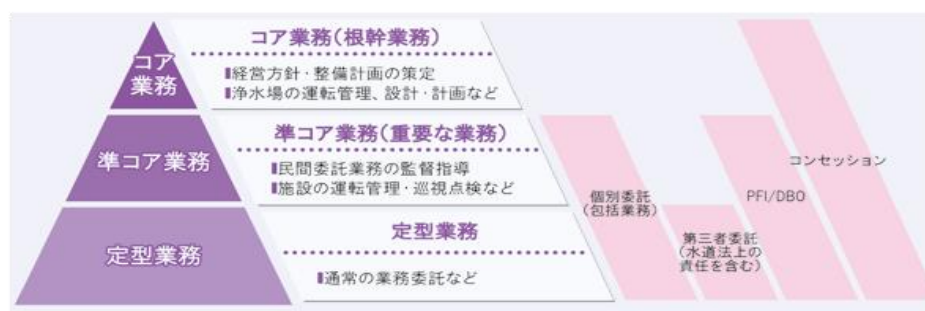 コア
業務
コア業務(根幹業務)
▮経営方針・整備計画の策定
▮浄水場の運転管理、設計・計画など
準コア業務
準コア業務(重要な業務)
▮民間委託業務の監督指導
▮施設の運転管理・巡視点検など
定型業務
定型業務
▮通常の業務委託など
個別委託
(包括業務)
第三者委託
(水道法上の
責任を含む)
PFI/DBO
コンセッション